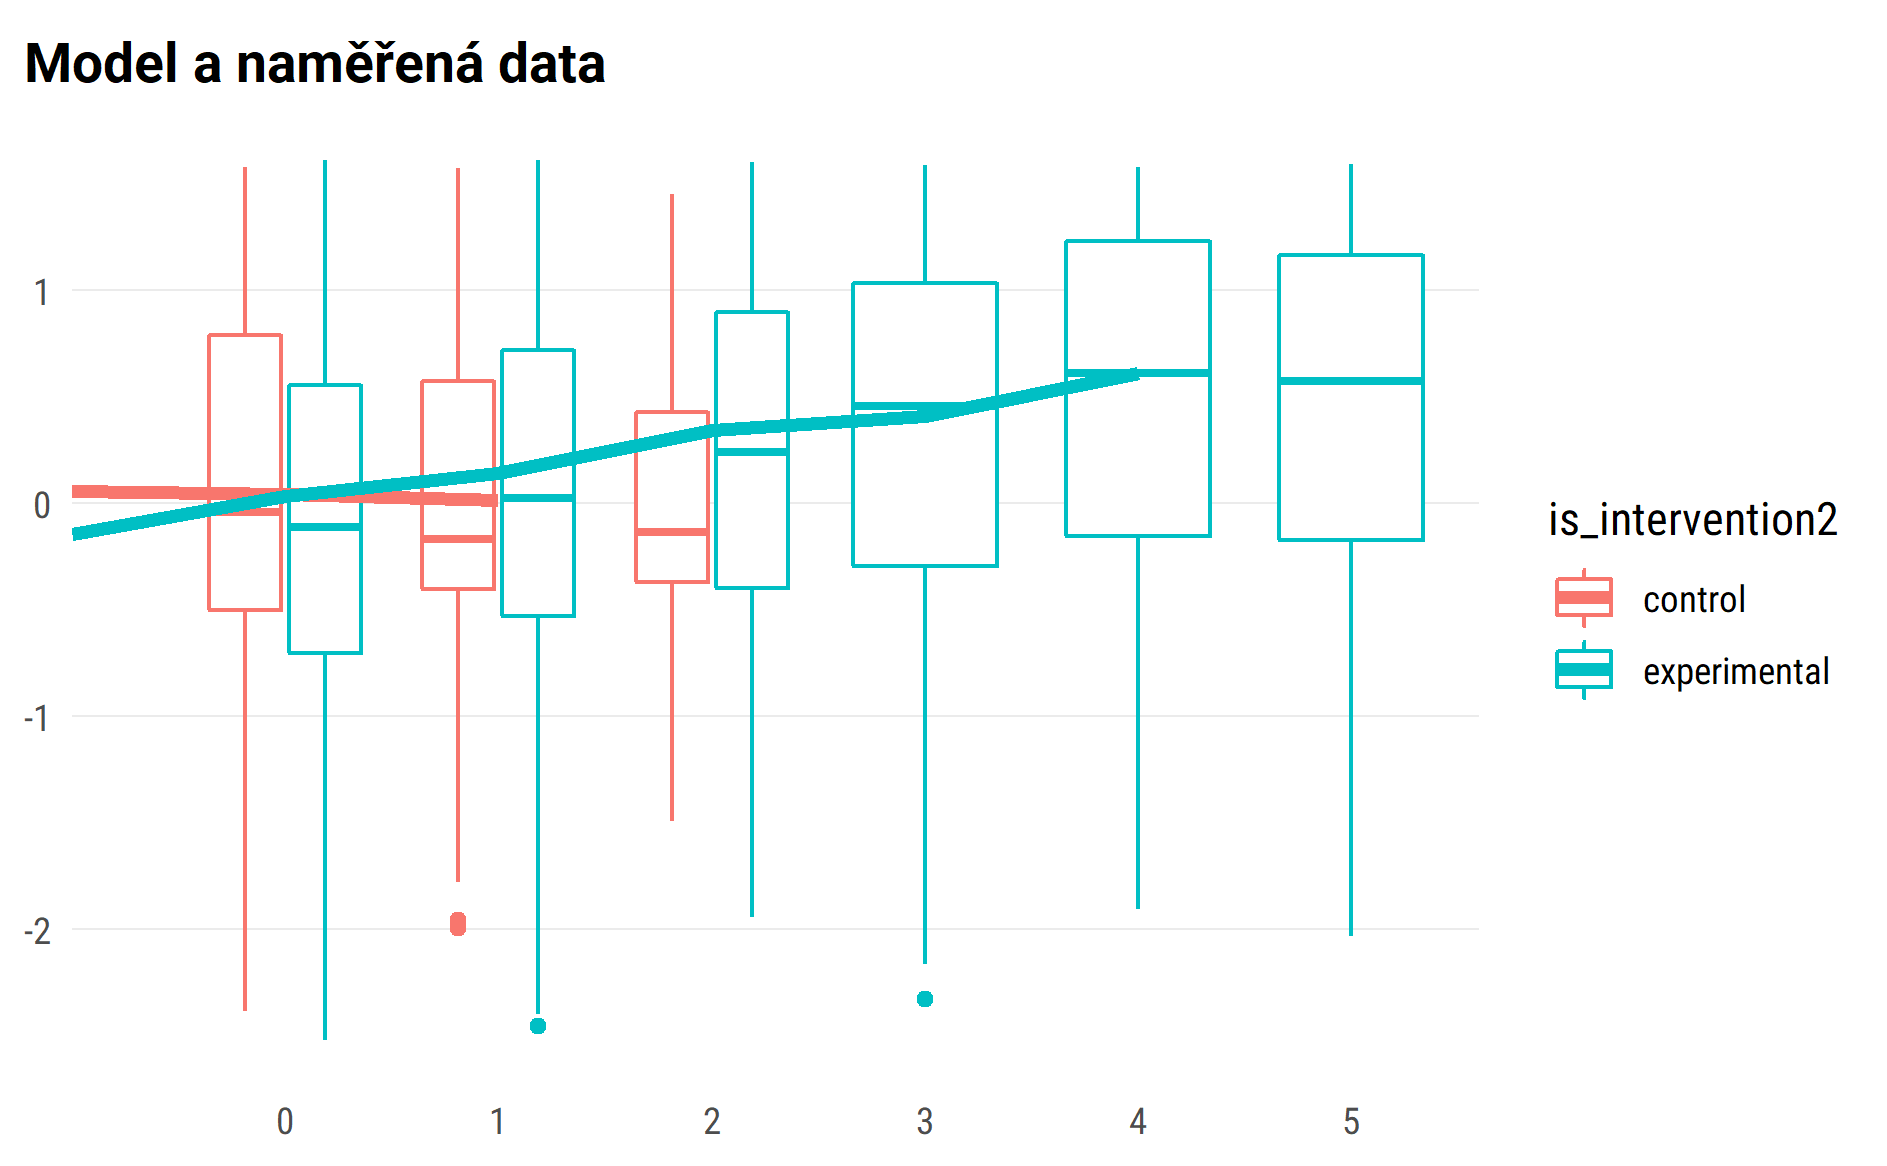 Model a naměřená data
1
0
-1
-2
0 1 2 3 4 5
is_intervention2
control
experimental